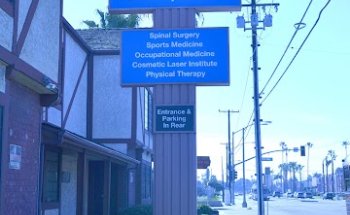 Spinal Surgery
Sports Medicine
Occupational Medicine
Cosmetic Laser Institute
Physical Therapy
Entrance &
Parking
In Rear